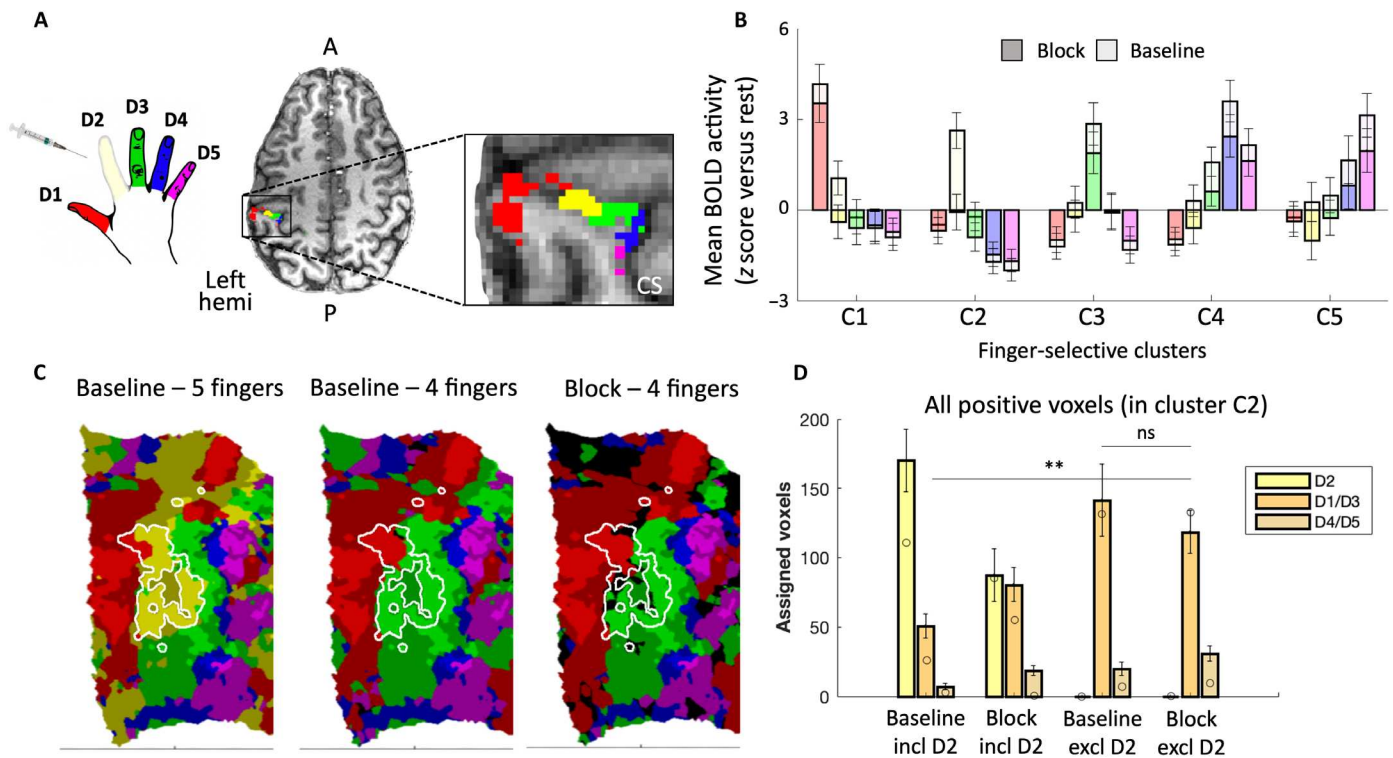 A
A
D3
D2
D4
D5
D1
Left
hemi
P
CS
B
6
3
0
−3
Mean BOLD activity
(z score versus rest)
Block
Baseline
C1
C2
C3
C4
C5
Finger-selective clusters
C
Baseline – 5 fingers
Baseline – 4 fingers
Block – 4 fingers
D
All positive voxels (in cluster C2)
200
150
100
50
0
Assigned voxels
ns
**
D2
D1/D3
D4/D5
Baseline
incl D2
Block
incl D2
Baseline
excl D2
Block
excl D2